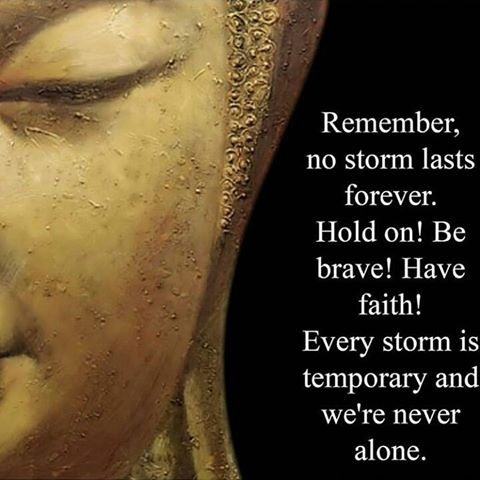 Remember,
no storm lasts
forever.
Hold on! Be
brave! Have
faith!
Every storm is
temporary and
we're never
alone.